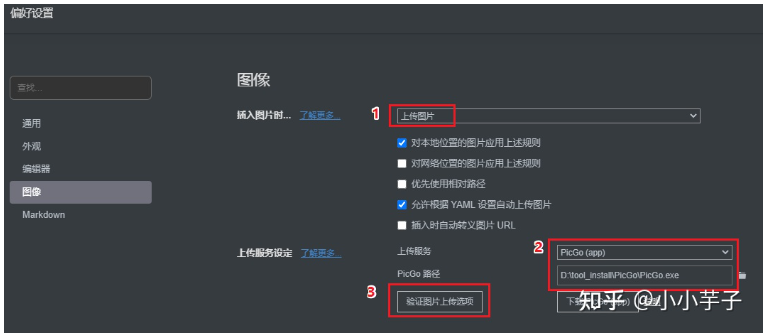 偏好设置
查找...
通用
外观
编辑器
图像
Markdown
图像
插入图片时... 了解更多... 1 上传图片
对本地位置的图片应用上述规则
对网络位置的图片应用上述规则
优先使用相对路径
允许根据 YAML 设置自动上传图片
插入时自动转义图片 URL
上传服务设定 了解更多... 上传服务 2 PicGo (app)
PicGo 路径 D:\tool_install\PicGo\PicGo.exe
3 验证图片上传选项 下载
知乎 @小小芋子